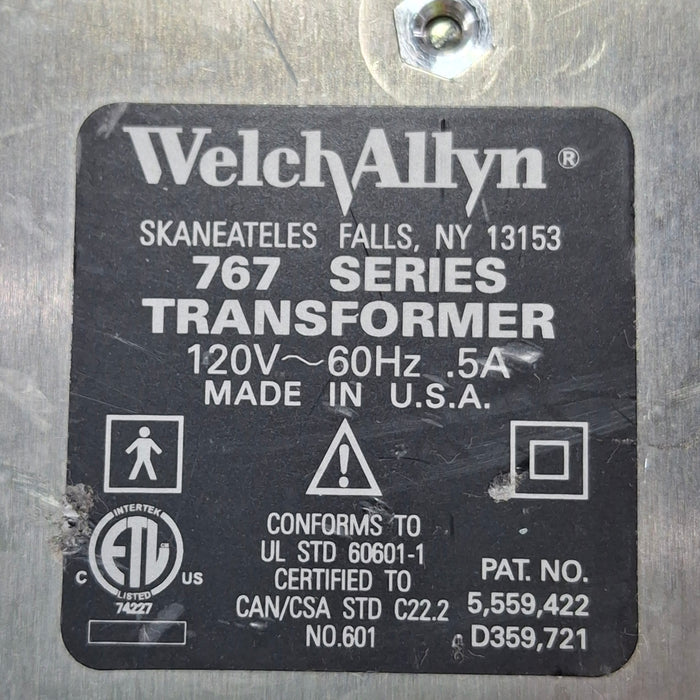 WelchAllyn®
SKANEATELES FALLS, NY 13153
767 SERIES
TRANSFORMER
120V~60Hz .5A
MADE IN U.S.A.
INTERTEK
ETL CM
LISTED
C US
74227
CONFORMS TO
UL STD 60601-1
CERTIFIED TO
CAN/CSA STD C22.2
NO.601
PAT. NO.
5,559,422
D359,721